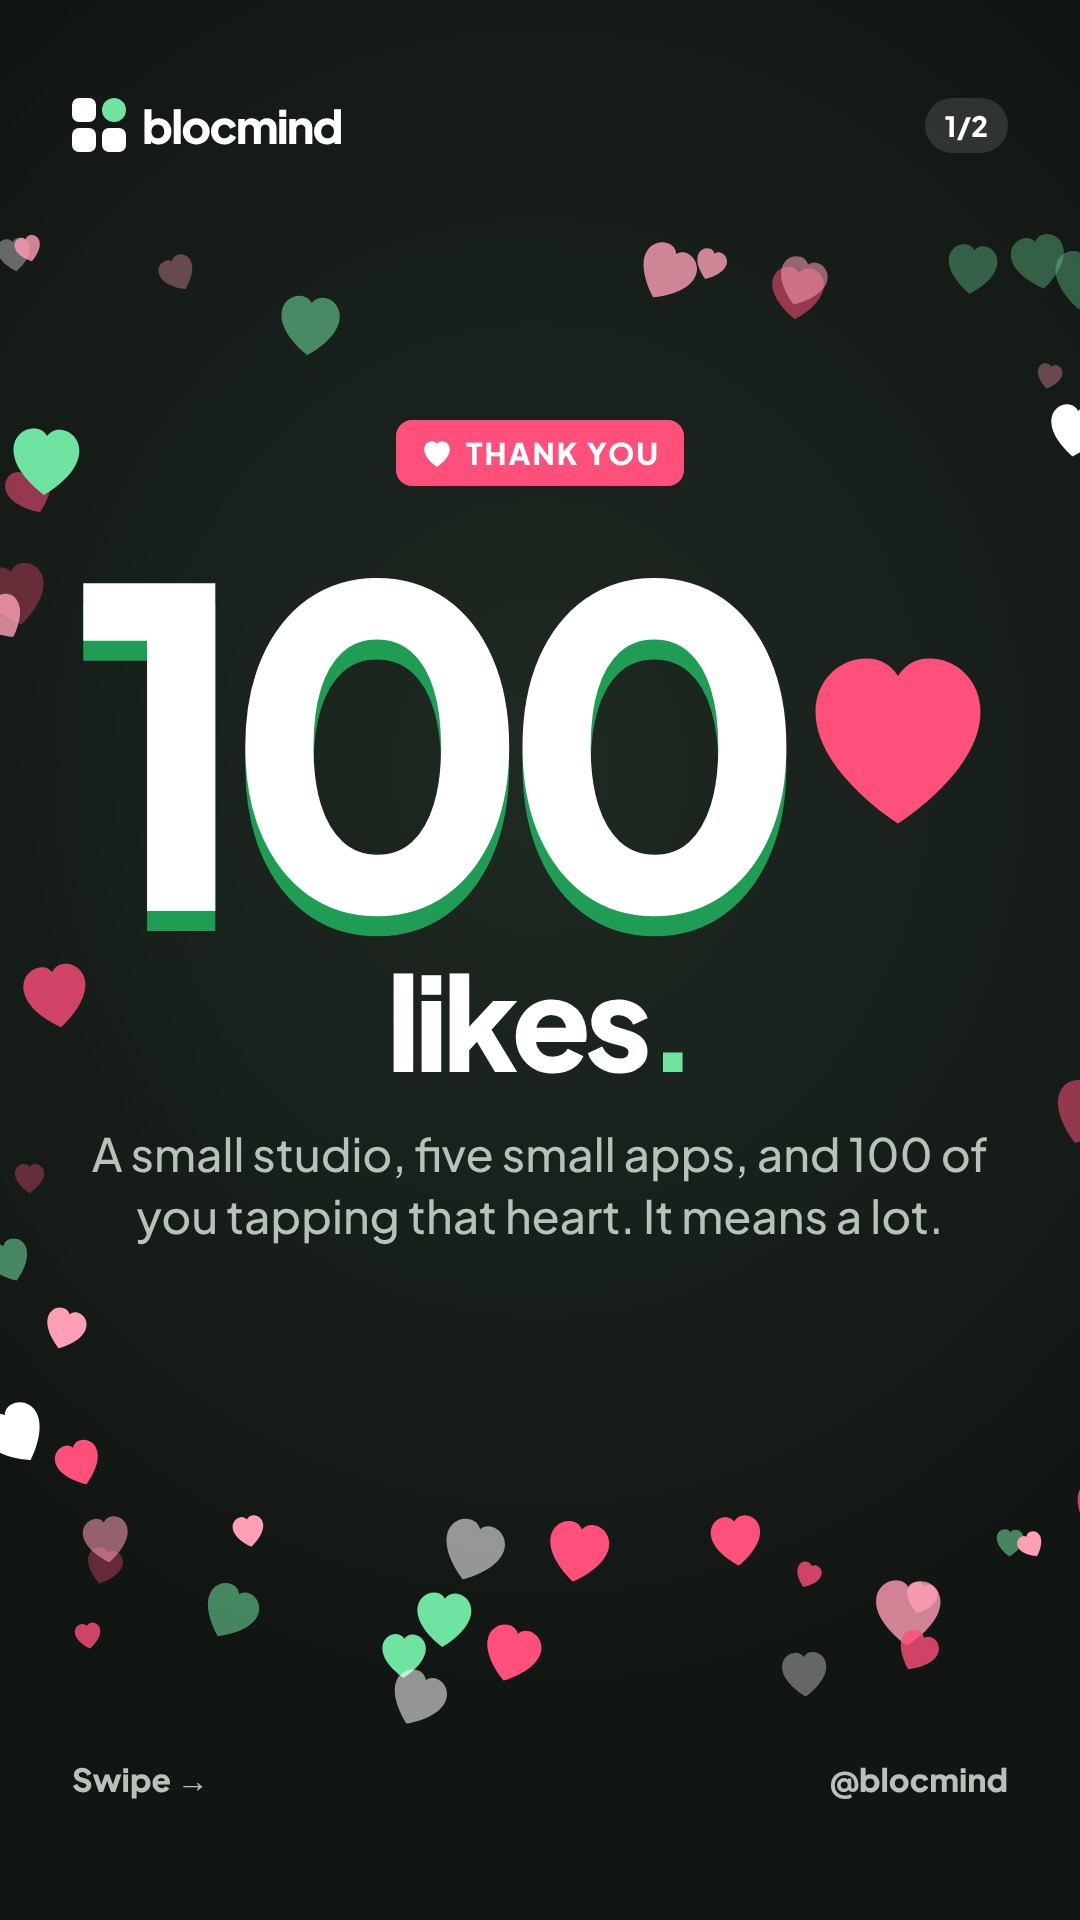 blocmind
1/2
THANK YOU
100
likes.
A small studio, five small apps, and 100 of
you tapping that heart. It means a lot.
Swipe →
@blocmind